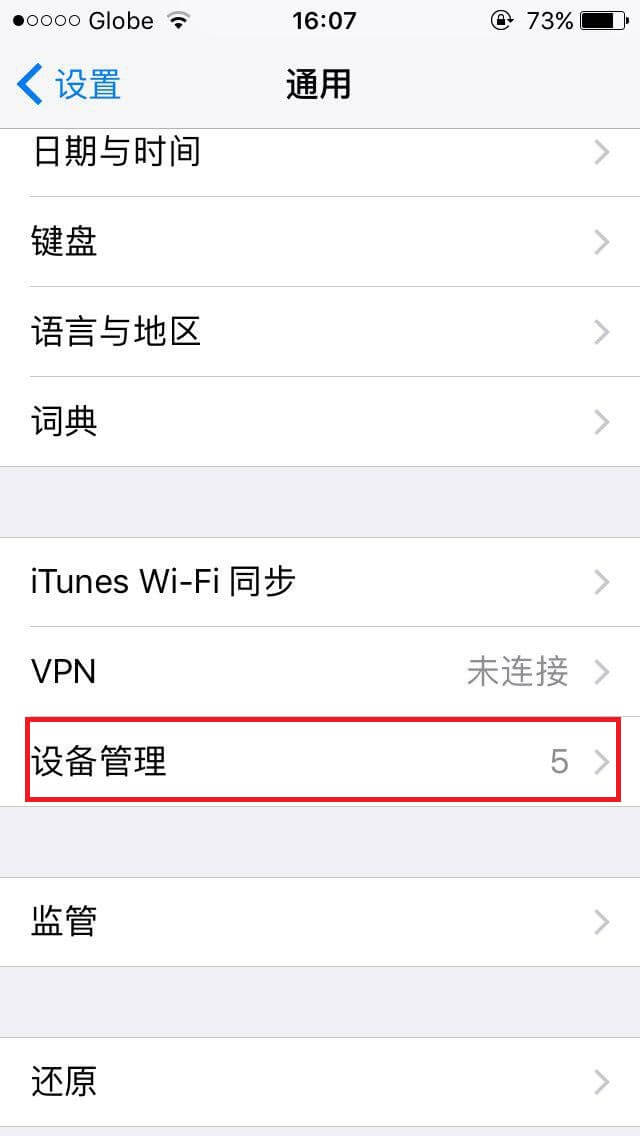 Globe 16:07 73%
设置 通用
日期与时间
键盘
语言与地区
词典
iTunes Wi-Fi 同步
VPN 未连接
设备管理 5
监管
还原